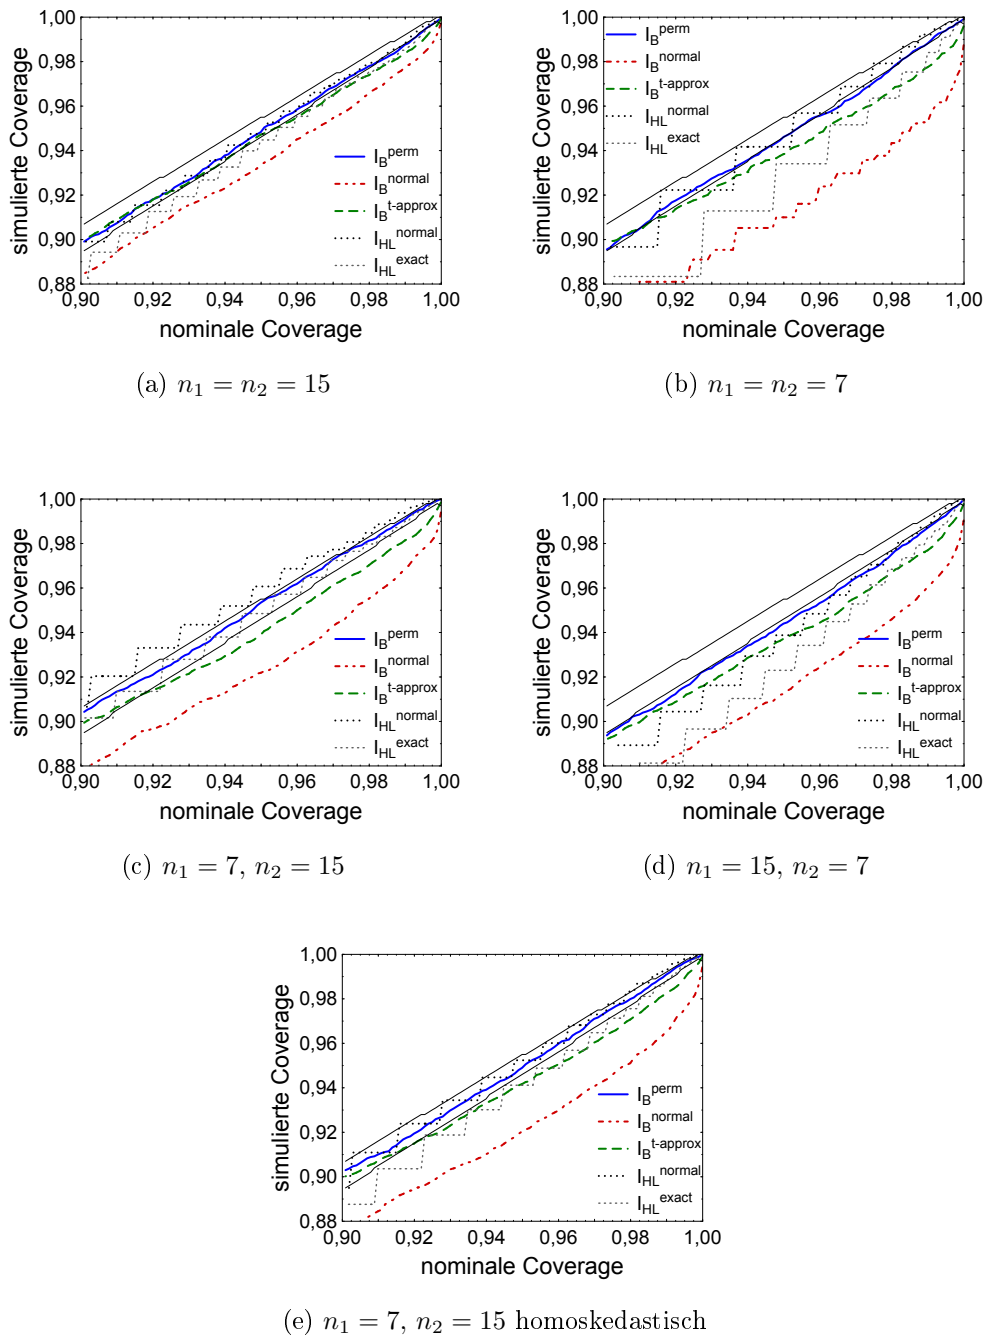 1,00
0,98
0,96
0,94
0,92
0,90
0,88
simulierte Coverage
I_B^perm
I_B^normal
I_B^t-approx
I_HL^normal
I_HL^exact
0,90 0,92 0,94 0,96 0,98 1,00
nominale Coverage
(a) n₁ = n₂ = 15
1,00
0,98
0,96
0,94
0,92
0,90
0,88
simulierte Coverage
I_B^perm
I_B^normal
I_B^t-approx
I_HL^normal
I_HL^exact
0,90 0,92 0,94 0,96 0,98 1,00
nominale Coverage
(b) n₁ = n₂ = 7
1,00
0,98
0,96
0,94
0,92
0,90
0,88
simulierte Coverage
I_B^perm
I_B^normal
I_B^t-approx
I_HL^normal
I_HL^exact
0,90 0,92 0,94 0,96 0,98 1,00
nominale Coverage
(c) n₁ = 7, n₂ = 15
1,00
0,98
0,96
0,94
0,92
0,90
0,88
simulierte Coverage
I_B^perm
I_B^normal
I_B^t-approx
I_HL^normal
I_HL^exact
0,90 0,92 0,94 0,96 0,98 1,00
nominale Coverage
(d) n₁ = 15, n₂ = 7
1,00
0,98
0,96
0,94
0,92
0,90
0,88
simulierte Coverage
I_B^perm
I_B^normal
I_B^t-approx
I_HL^normal
I_HL^exact
0,90 0,92 0,94 0,96 0,98 1,00
nominale Coverage
(e) n₁ = 7, n₂ = 15 homoskedastisch